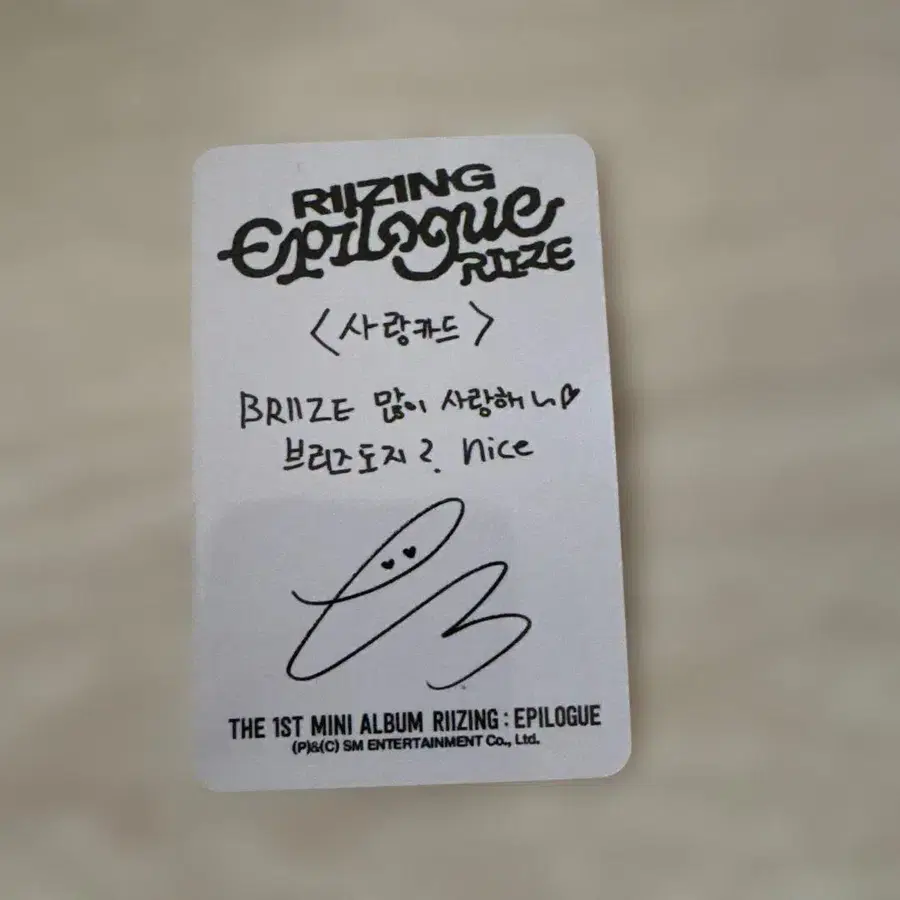 RIIZING
Epilogue
RIIZE
<사랑카드>
BRIIZE 많이 사랑해 ㄴ♡
브리즈도지?. nice
THE 1ST MINI ALBUM RIIZING : EPILOGUE
(P)&(C) SM ENTERTAINMENT Co., Ltd.